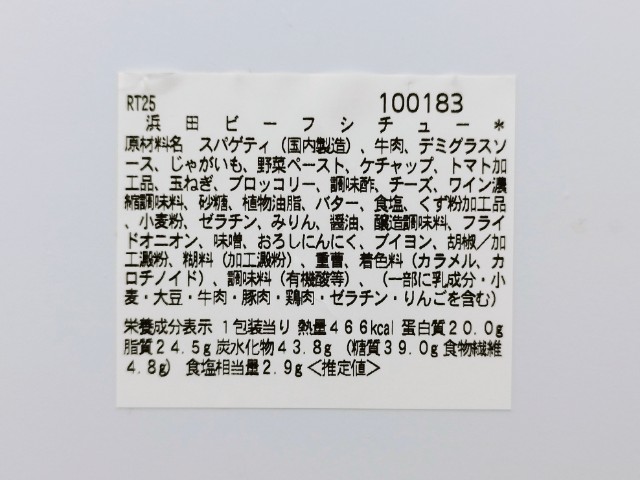 RT25 100183
浜田ビーフシチュー＊
原材料名 スパゲティ（国内製造）、牛肉、デミグラスソ
ース、じゃがいも、野菜ペースト、ケチャップ、トマト加
工品、玉ねぎ、ブロッコリー、調味酢、チーズ、ワイン濃
縮調味料、砂糖、植物油脂、バター、食塩、くず粉加工品
、小麦粉、ゼラチン、みりん、醤油、醸造調味料、フライ
ドオニオン、味噌、おろしにんにく、ブイヨン、胡椒／加
工澱粉、糊料（加工澱粉）、重曹、着色料（カラメル、カ
ロチノイド）、調味料（有機酸等）、（一部に乳成分・小
麦・大豆・牛肉・豚肉・鶏肉・ゼラチン・りんごを含む）
栄養成分表示 1包装当り 熱量466kcal 蛋白質20.0g
脂質24.5g 炭水化物43.8g （糖質39.0g 食物繊維
4.8g） 食塩相当量2.9g＜推定値＞